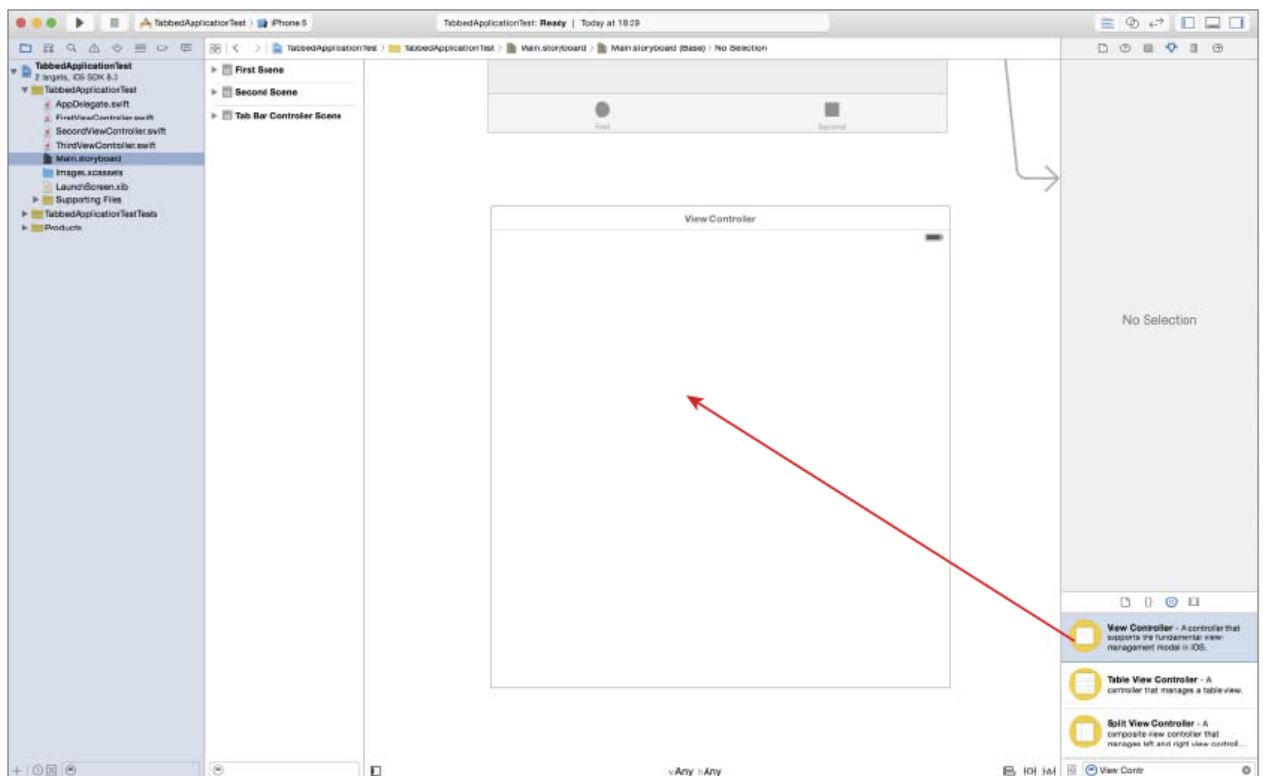 TabbedApplicationTest
iPhone 6
TabbedApplicationTest: Ready | Today at 18:29
TabbedApplicationTest
TabbedApplicationTest
Main.storyboard
Main.storyboard (Base)
No Selection
TabbedApplicationTest
2 targets, iOS SDK 8.3
TabbedApplicationTest
AppDelegate.swift
FirstViewController.swift
SecondViewController.swift
ThirdViewController.swift
Main.storyboard
Images.xcassets
LaunchScreen.xib
Supporting Files
TabbedApplicationTestTests
Products
First Scene
Second Scene
Tab Bar Controller Scene
First
Second
View Controller
No Selection
View Controller - A controller that
supports the fundamental view-
management model in iOS.
Table View Controller - A
controller that manages a table view.
Split View Controller - A
composite view controller that
manages left and right view controll...
wAny hAny
View Contr